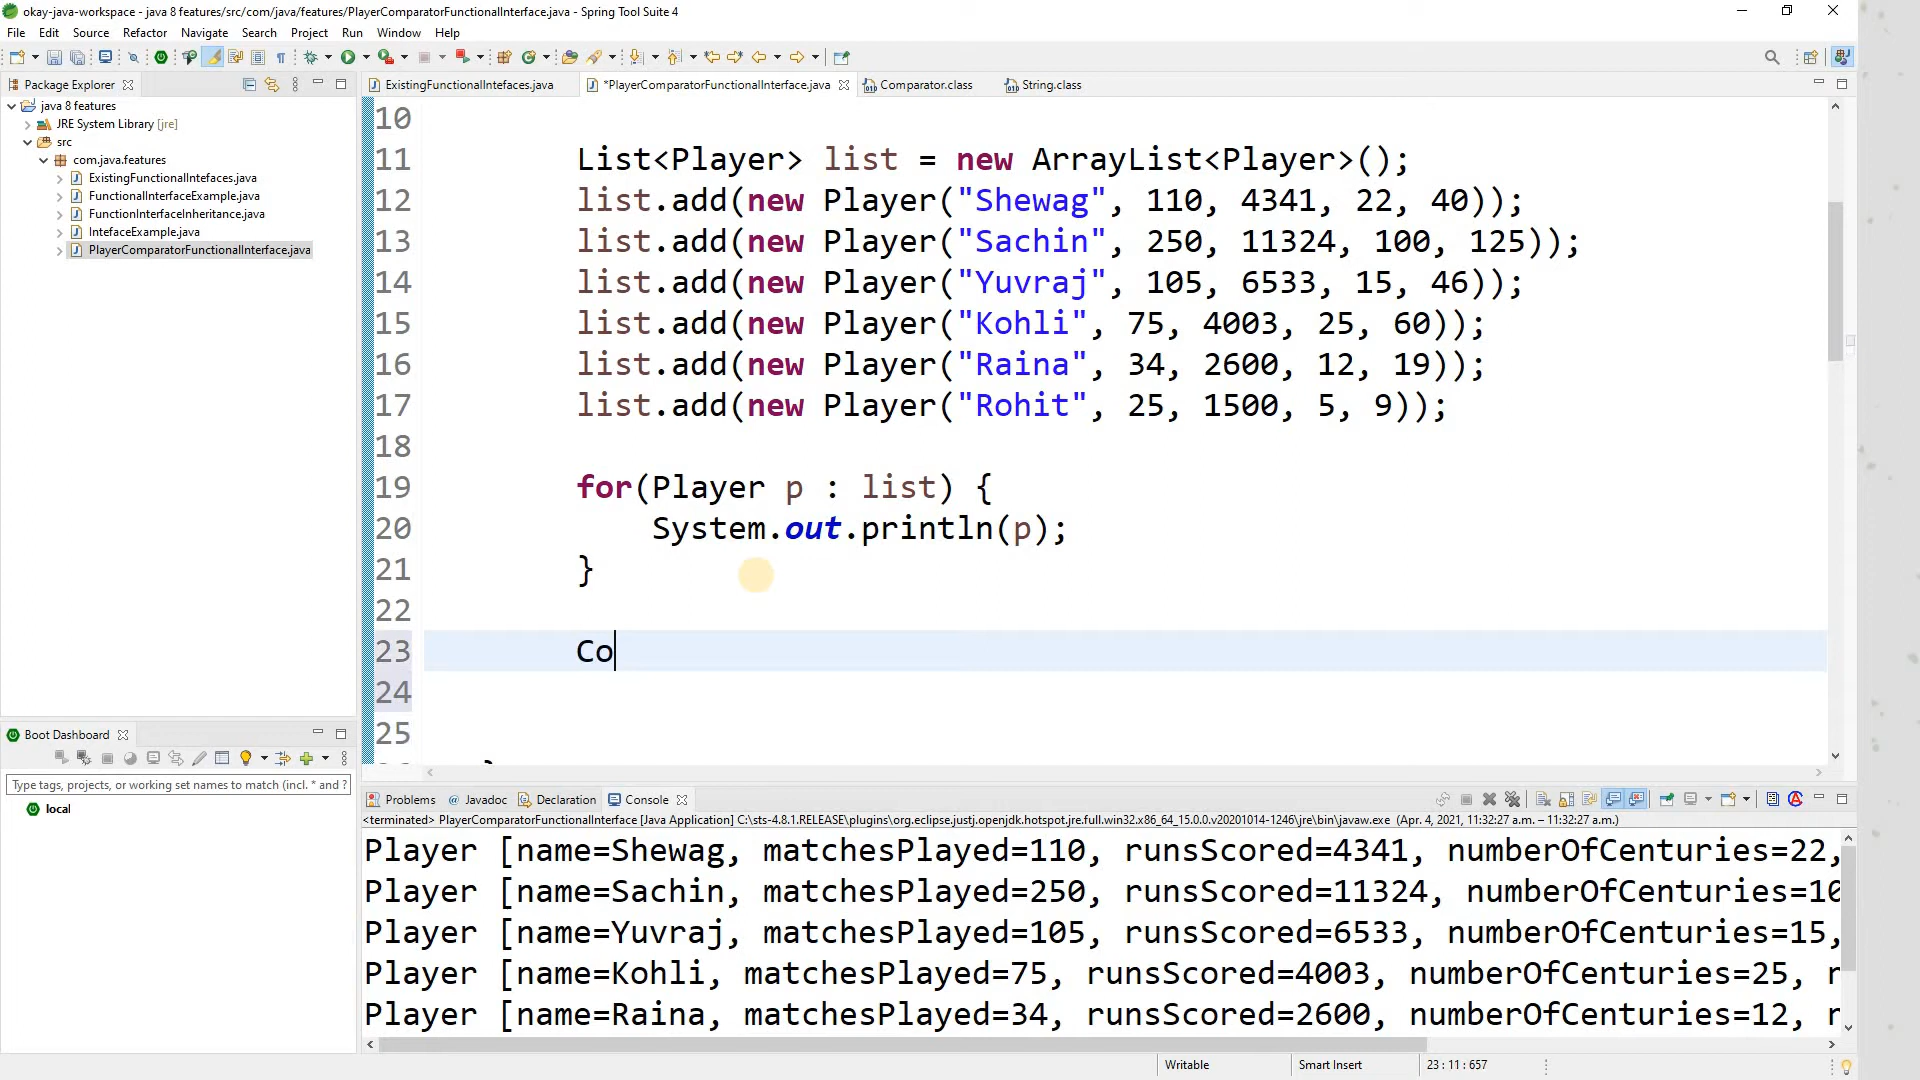 okay-java-workspace - java 8 features/src/com/java/features/PlayerComparatorFunctionalInterface.java - Spring Tool Suite 4
File Edit Source Refactor Navigate Search Project Run Window Help
Package Explorer
ExistingFunctionalIntefaces.java *PlayerComparatorFunctionalInterface.java Comparator.class String.class
java 8 features
JRE System Library [jre]
src
com.java.features
ExistingFunctionalIntefaces.java
FunctionalInterfaceExample.java
FunctionInterfaceInheritance.java
IntefaceExample.java
PlayerComparatorFunctionalInterface.java
10
11 List<Player> list = new ArrayList<Player>();
12 list.add(new Player("Shewag", 110, 4341, 22, 40));
13 list.add(new Player("Sachin", 250, 11324, 100, 125));
14 list.add(new Player("Yuvraj", 105, 6533, 15, 46));
15 list.add(new Player("Kohli", 75, 4003, 25, 60));
16 list.add(new Player("Raina", 34, 2600, 12, 19));
17 list.add(new Player("Rohit", 25, 1500, 5, 9));
18
19 for(Player p : list) {
20 System.out.println(p);
21 }
22
23 Co
24
25
Boot Dashboard
Type tags, projects, or working set names to match (incl. * and ?
local
Problems Javadoc Declaration Console
<terminated> PlayerComparatorFunctionalInterface [Java Application] C:\sts-4.8.1.RELEASE\plugins\org.eclipse.justj.openjdk.hotspot.jre.full.win32.x86_64_15.0.0.v20201014-1246\jre\bin\javaw.exe (Apr. 4, 2021, 11:32:27 a.m. – 11:32:27 a.m.)
Player [name=Shewag, matchesPlayed=110, runsScored=4341, numberOfCenturies=22,
Player [name=Sachin, matchesPlayed=250, runsScored=11324, numberOfCenturies=10
Player [name=Yuvraj, matchesPlayed=105, runsScored=6533, numberOfCenturies=15,
Player [name=Kohli, matchesPlayed=75, runsScored=4003, numberOfCenturies=25, r
Player [name=Raina, matchesPlayed=34, runsScored=2600, numberOfCenturies=12, r
Writable Smart Insert 23 : 11 : 657